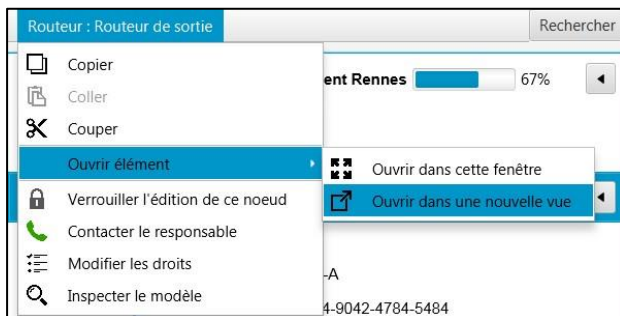 Routeur : Routeur de sortie
Rechercher
Copier
ent Rennes 67%
Coller
Couper
Ouvrir élément
Ouvrir dans cette fenêtre
Verrouiller l'édition de ce noeud
Ouvrir dans une nouvelle vue
Contacter le responsable
Modifier les droits
-A
Inspecter le modèle
4-9042-4784-5484